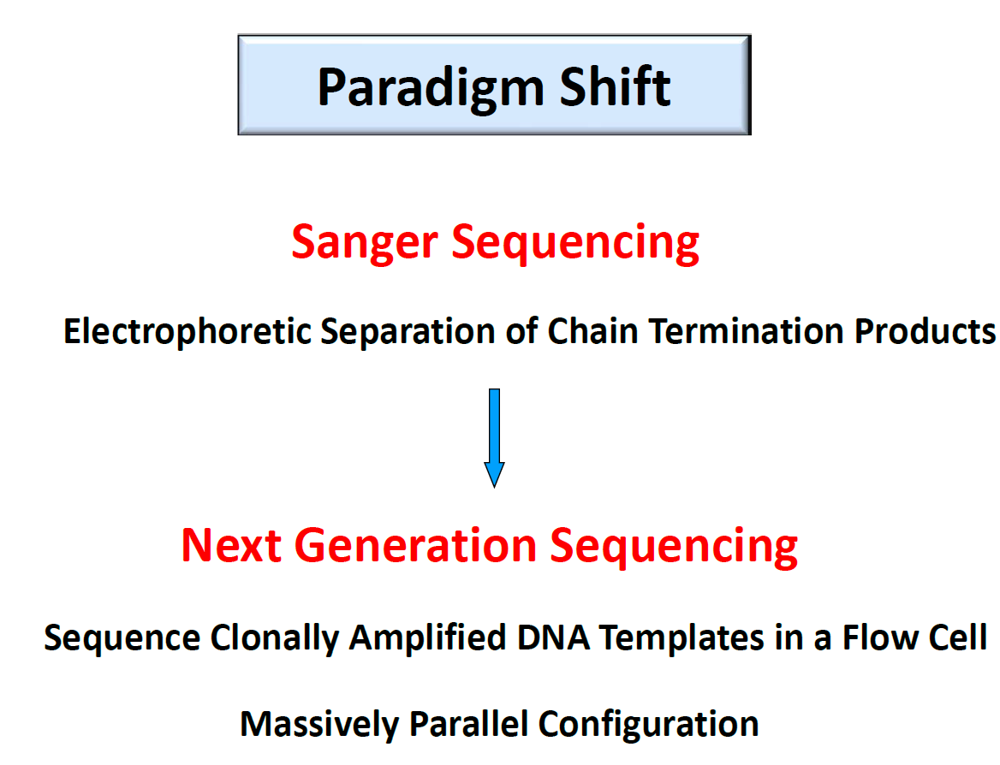 Paradigm Shift
Sanger Sequencing
Electrophoretic Separation of Chain Termination Products
Next Generation Sequencing
Sequence Clonally Amplified DNA Templates in a Flow Cell
Massively Parallel Configuration